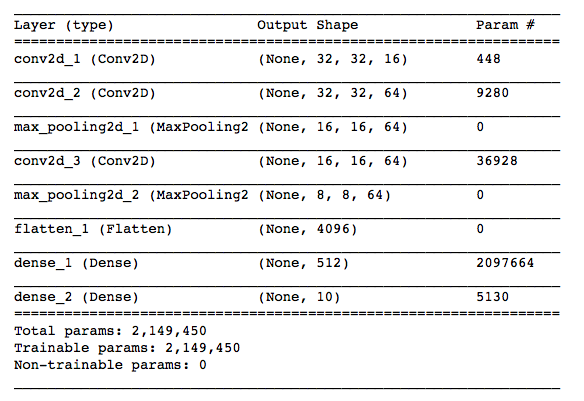 Layer (type) Output Shape Param #
conv2d_1 (Conv2D) (None, 32, 32, 16) 448
conv2d_2 (Conv2D) (None, 32, 32, 64) 9280
max_pooling2d_1 (MaxPooling2 (None, 16, 16, 64) 0
conv2d_3 (Conv2D) (None, 16, 16, 64) 36928
max_pooling2d_2 (MaxPooling2 (None, 8, 8, 64) 0
flatten_1 (Flatten) (None, 4096) 0
dense_1 (Dense) (None, 512) 2097664
dense_2 (Dense) (None, 10) 5130
Total params: 2,149,450
Trainable params: 2,149,450
Non-trainable params: 0